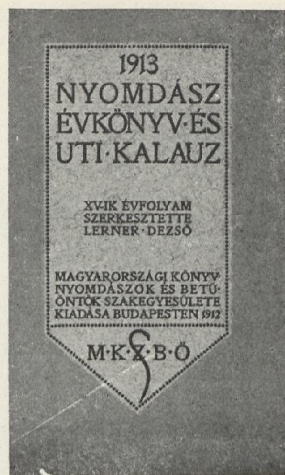 1913
NYOMDÁSZ
ÉVKÖNYV·ÉS
UTI·KALAUZ
XV-IK ÉVFOLYAM
SZERKESZTETTE
LERNER·DEZSŐ
MAGYARORSZÁGI KÖNYV-
NYOMDÁSZOK ÉS BETŰ-
ÖNTŐK SZAKEGYESÜLETE
KIADÁSA BUDAPESTEN 1912
M·K·SZ·B·Ö